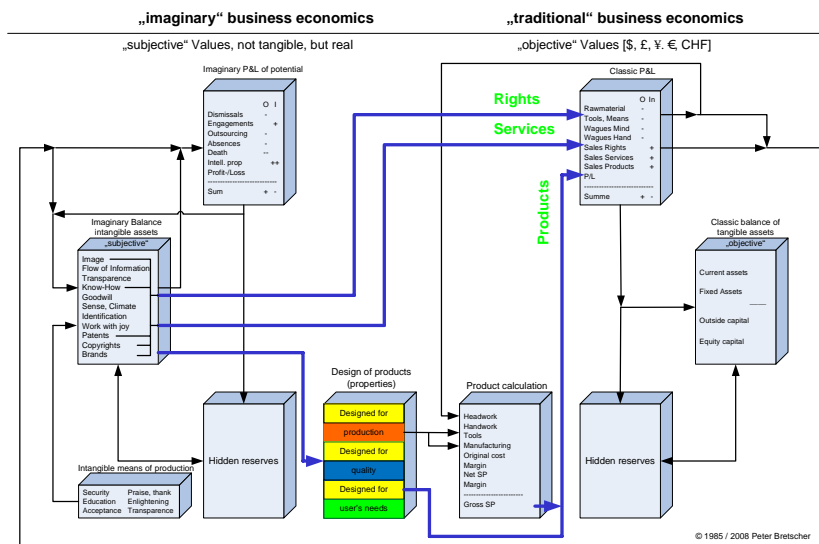 „imaginary“ business economics
„traditional“ business economics
„subjective“ Values, not tangible, but real
„objective“ Values [$, £, ¥. €, CHF]
Imaginary P&L of potential
O I
Dismissals -
Engagements +
Outsourcing -
Absences -
Death --
Intell. prop ++
Profit-/Loss
------------------------------
Sum + -
Rights
Services
Products
Classic P&L
O In
Rawmaterial -
Tools, Means -
Wagues Mind -
Wagues Hand -
Sales Rights +
Sales Services +
Sales Products +
P/L
----------------------------
Summe + -
Imaginary Balance
intangible assets
„subjective“
Image
Flow of Information
Transparence
Know-How
Goodwill
Sense, Climate
Identification
Work with joy
Patents
Copyrights
Brands
Classic balance of
tangible assets
„objective“
Current assets
Fixed Assets
Outside capital
Equity capital
Hidden reserves
Design of products
(properties)
Designed for
production
Designed for
quality
Designed for
user's needs
Product calculation
Headwork
Handwork
Tools
Manufacturing
Original cost
Margin
Net SP
Margin
-------------------------
Gross SP
Hidden reserves
Intangible means of production
Security Praise, thank
Education Enlightening
Acceptance Transparence
© 1985 / 2008 Peter Bretscher